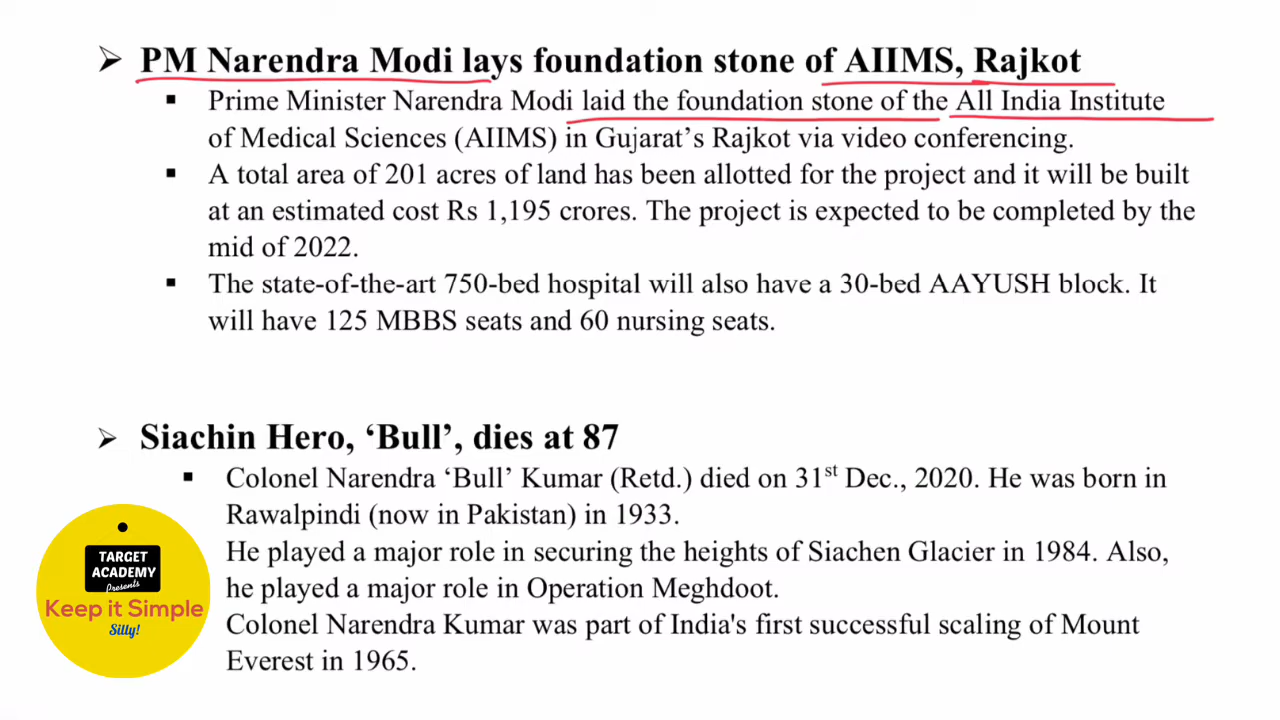 ➢ PM Narendra Modi lays foundation stone of AIIMS, Rajkot
▪ Prime Minister Narendra Modi laid the foundation stone of the All India Institute
of Medical Sciences (AIIMS) in Gujarat’s Rajkot via video conferencing.
▪ A total area of 201 acres of land has been allotted for the project and it will be built
at an estimated cost Rs 1,195 crores. The project is expected to be completed by the
mid of 2022.
▪ The state-of-the-art 750-bed hospital will also have a 30-bed AAYUSH block. It
will have 125 MBBS seats and 60 nursing seats.
➢ Siachin Hero, ‘Bull’, dies at 87
▪ Colonel Narendra ‘Bull’ Kumar (Retd.) died on 31st Dec., 2020. He was born in
Rawalpindi (now in Pakistan) in 1933.
He played a major role in securing the heights of Siachen Glacier in 1984. Also,
he played a major role in Operation Meghdoot.
Colonel Narendra Kumar was part of India's first successful scaling of Mount
Everest in 1965.
TARGET
ACADEMY
Presents
Keep it Simple
Silly!